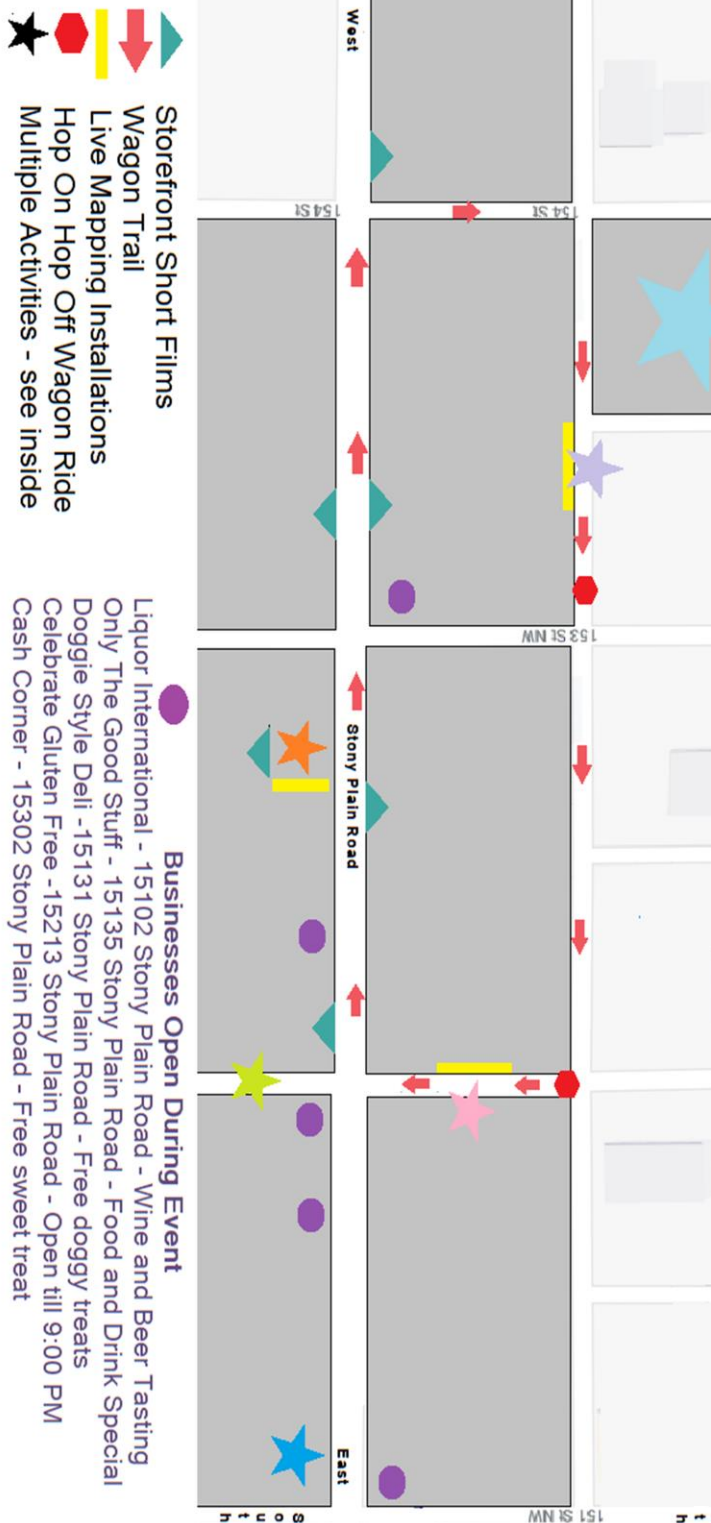 West
154 St
154 St
153 St NW
Stony Plain Road
East
151 St NW
South
Storefront Short Films
Wagon Trail
Live Mapping Installations
Hop On Hop Off Wagon Ride
Multiple Activities - see inside
Businesses Open During Event
Liquor International - 15102 Stony Plain Road - Wine and Beer Tasting
Only The Good Stuff - 15135 Stony Plain Road - Food and Drink Special
Doggie Style Deli -15131 Stony Plain Road - Free doggy treats
Celebrate Gluten Free -15213 Stony Plain Road - Open till 9:00 PM
Cash Corner - 15302 Stony Plain Road - Free sweet treat